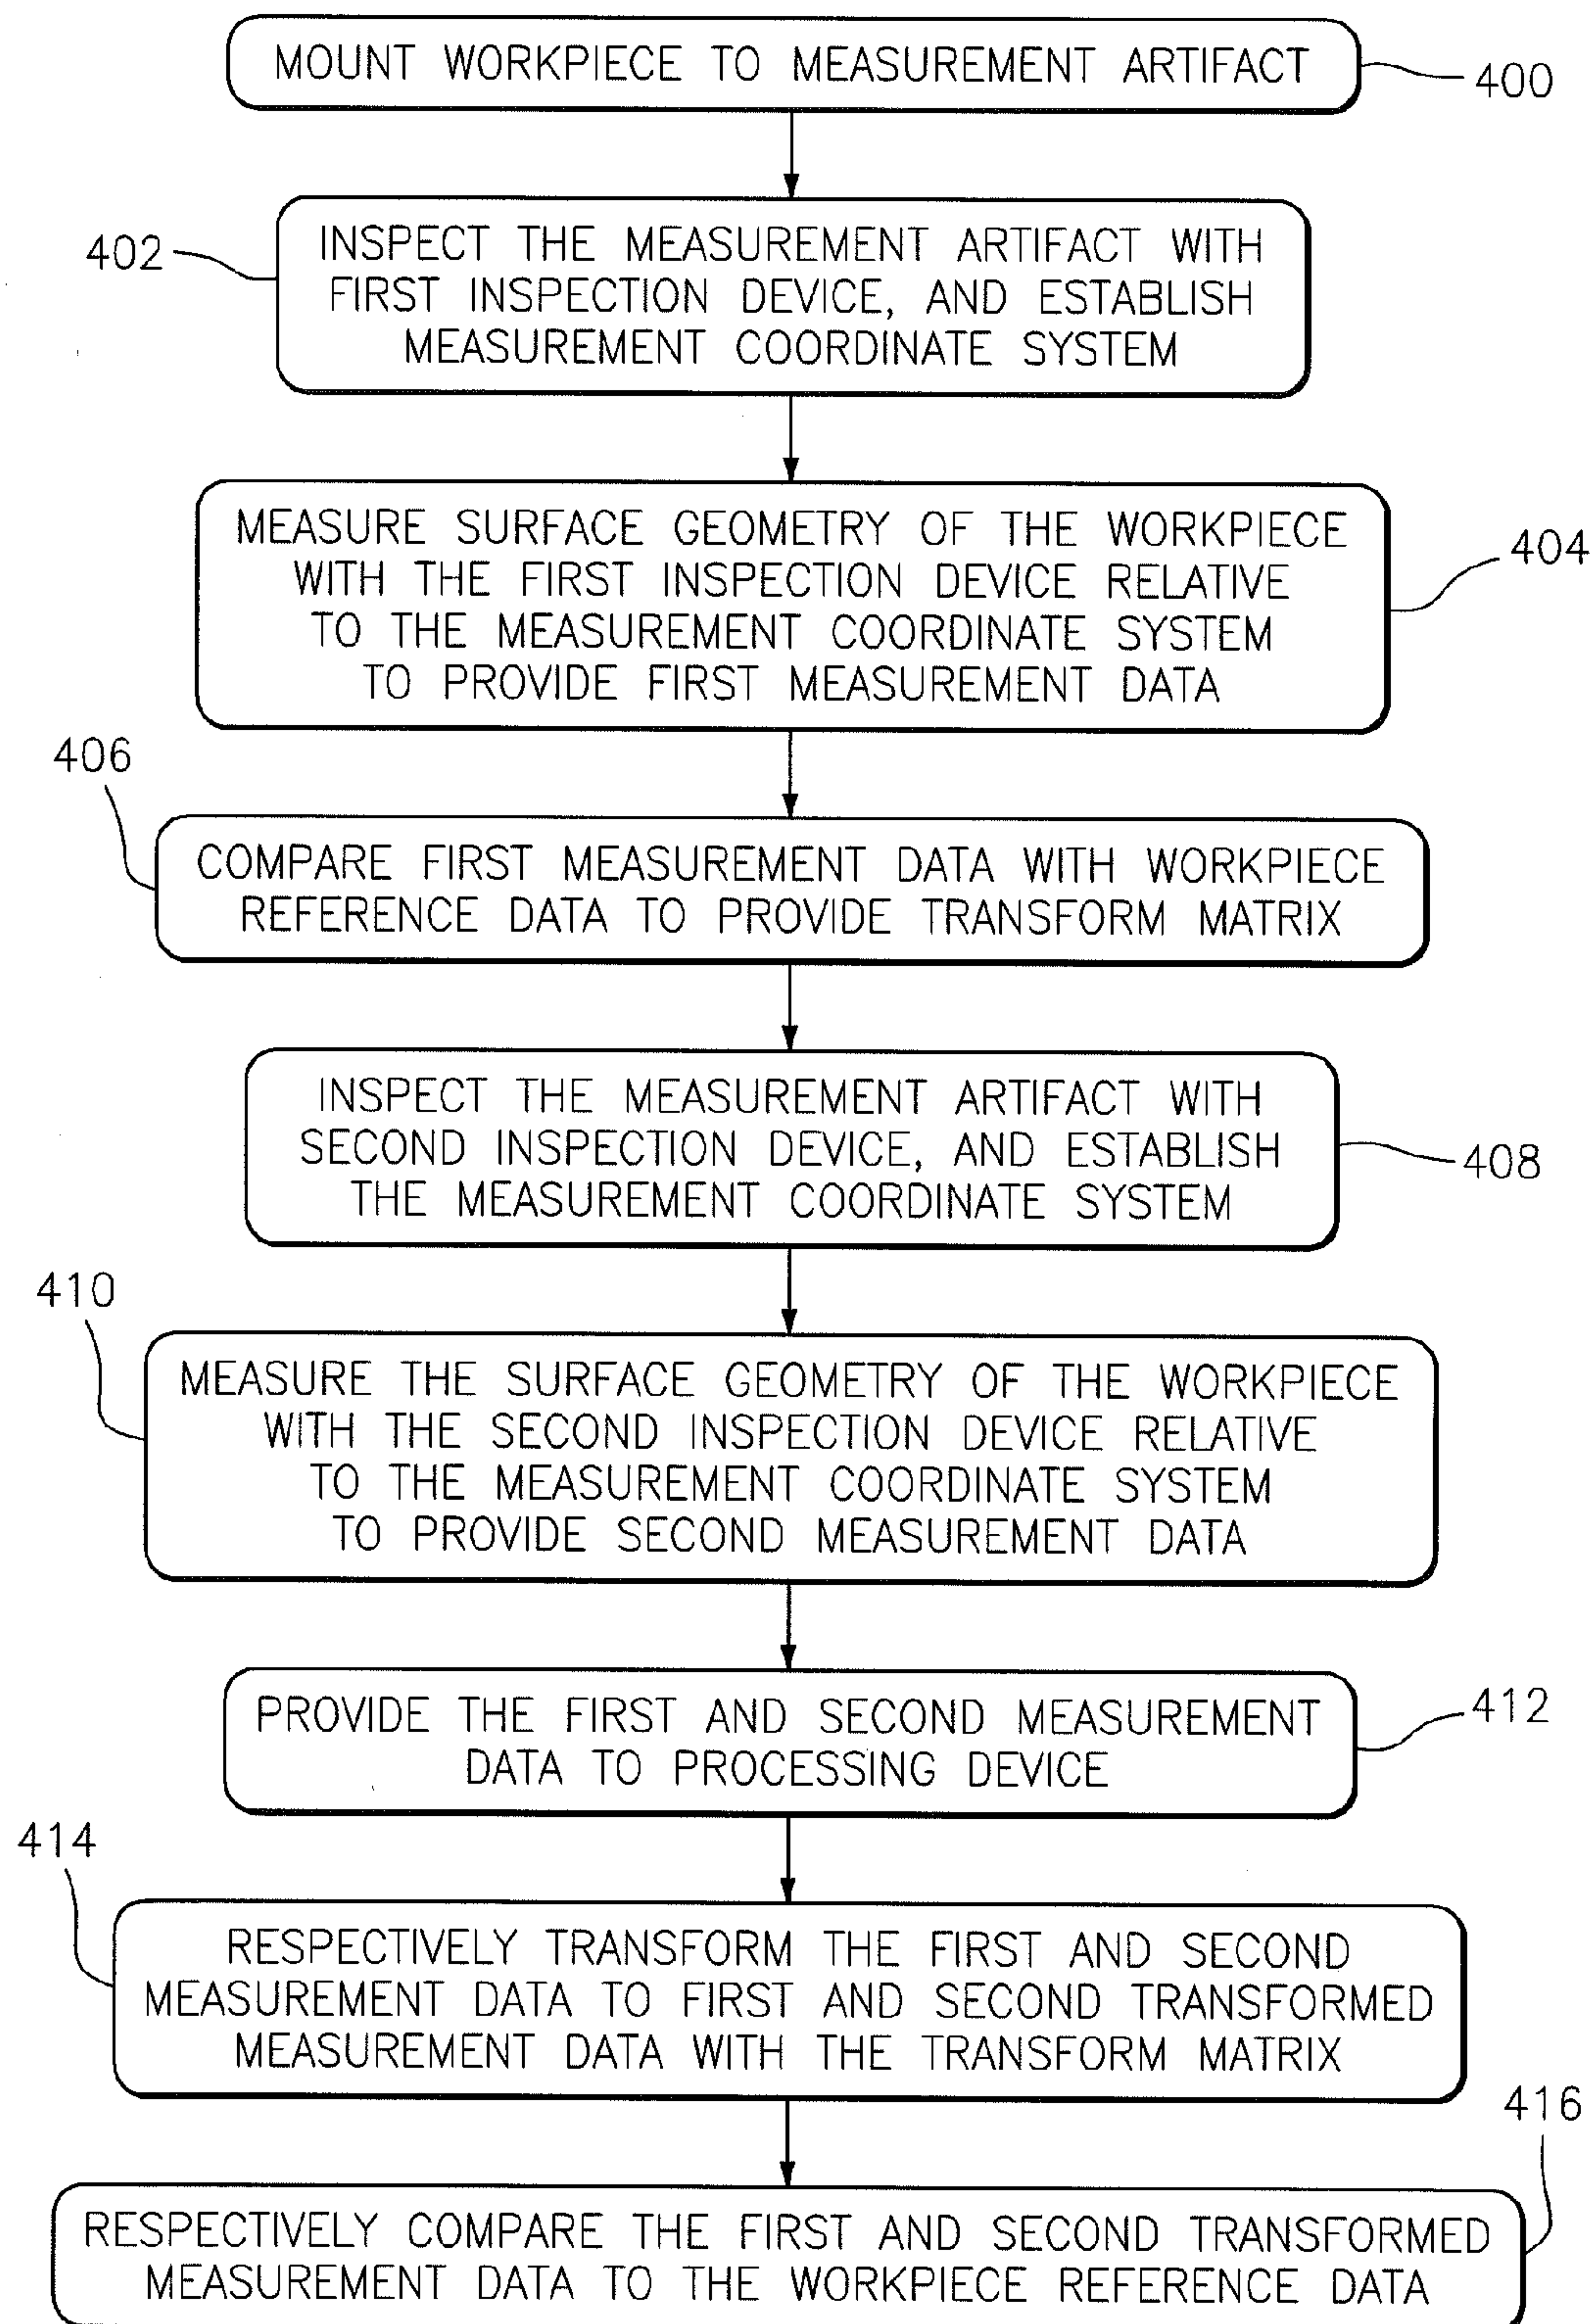 MOUNT WORKPIECE TO MEASUREMENT ARTIFACT
400
402
INSPECT THE MEASUREMENT ARTIFACT WITH
FIRST INSPECTION DEVICE, AND ESTABLISH
MEASUREMENT COORDINATE SYSTEM
MEASURE SURFACE GEOMETRY OF THE WORKPIECE
WITH THE FIRST INSPECTION DEVICE RELATIVE
TO THE MEASUREMENT COORDINATE SYSTEM
TO PROVIDE FIRST MEASUREMENT DATA
404
406
COMPARE FIRST MEASUREMENT DATA WITH WORKPIECE
REFERENCE DATA TO PROVIDE TRANSFORM MATRIX
INSPECT THE MEASUREMENT ARTIFACT WITH
SECOND INSPECTION DEVICE, AND ESTABLISH
THE MEASUREMENT COORDINATE SYSTEM
408
410
MEASURE THE SURFACE GEOMETRY OF THE WORKPIECE
WITH THE SECOND INSPECTION DEVICE RELATIVE
TO THE MEASUREMENT COORDINATE SYSTEM
TO PROVIDE SECOND MEASUREMENT DATA
PROVIDE THE FIRST AND SECOND MEASUREMENT
DATA TO PROCESSING DEVICE
412
414
RESPECTIVELY TRANSFORM THE FIRST AND SECOND
MEASUREMENT DATA TO FIRST AND SECOND TRANSFORMED
MEASUREMENT DATA WITH THE TRANSFORM MATRIX
416
RESPECTIVELY COMPARE THE FIRST AND SECOND TRANSFORMED
MEASUREMENT DATA TO THE WORKPIECE REFERENCE DATA